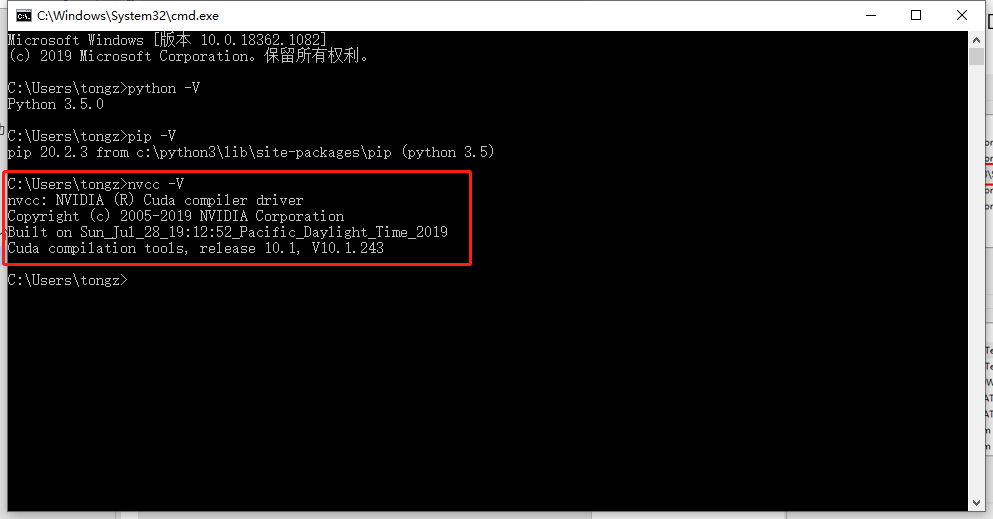 C:\Windows\System32\cmd.exe
Microsoft Windows [版本 10.0.18362.1082]
(c) 2019 Microsoft Corporation。保留所有权利。
C:\Users\tongz>python -V
Python 3.5.0
C:\Users\tongz>pip -V
pip 20.2.3 from c:\python3\lib\site-packages\pip (python 3.5)
C:\Users\tongz>nvcc -V
nvcc: NVIDIA (R) Cuda compiler driver
Copyright (c) 2005-2019 NVIDIA Corporation
Built on Sun_Jul_28_19:12:52_Pacific_Daylight_Time_2019
Cuda compilation tools, release 10.1, V10.1.243
C:\Users\tongz>